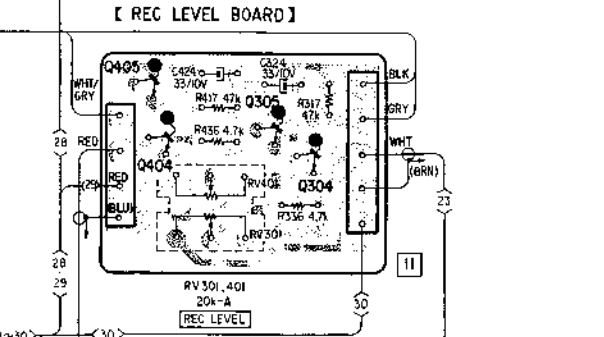 【 REC LEVEL BOARD】
Q405
C424
33/10V
C324
33/10V
BLK
WHT/
GRY
R417 47k
Q305
R317
47k
GRY
28
RED
R436 4.7k
WHT
Q404
(BRN)
(29)
RED
RV401
Q304
23
BLU
R336 4.7k
RV301
28
11
29
RV301,401
20k-A
30
REC LEVEL
30